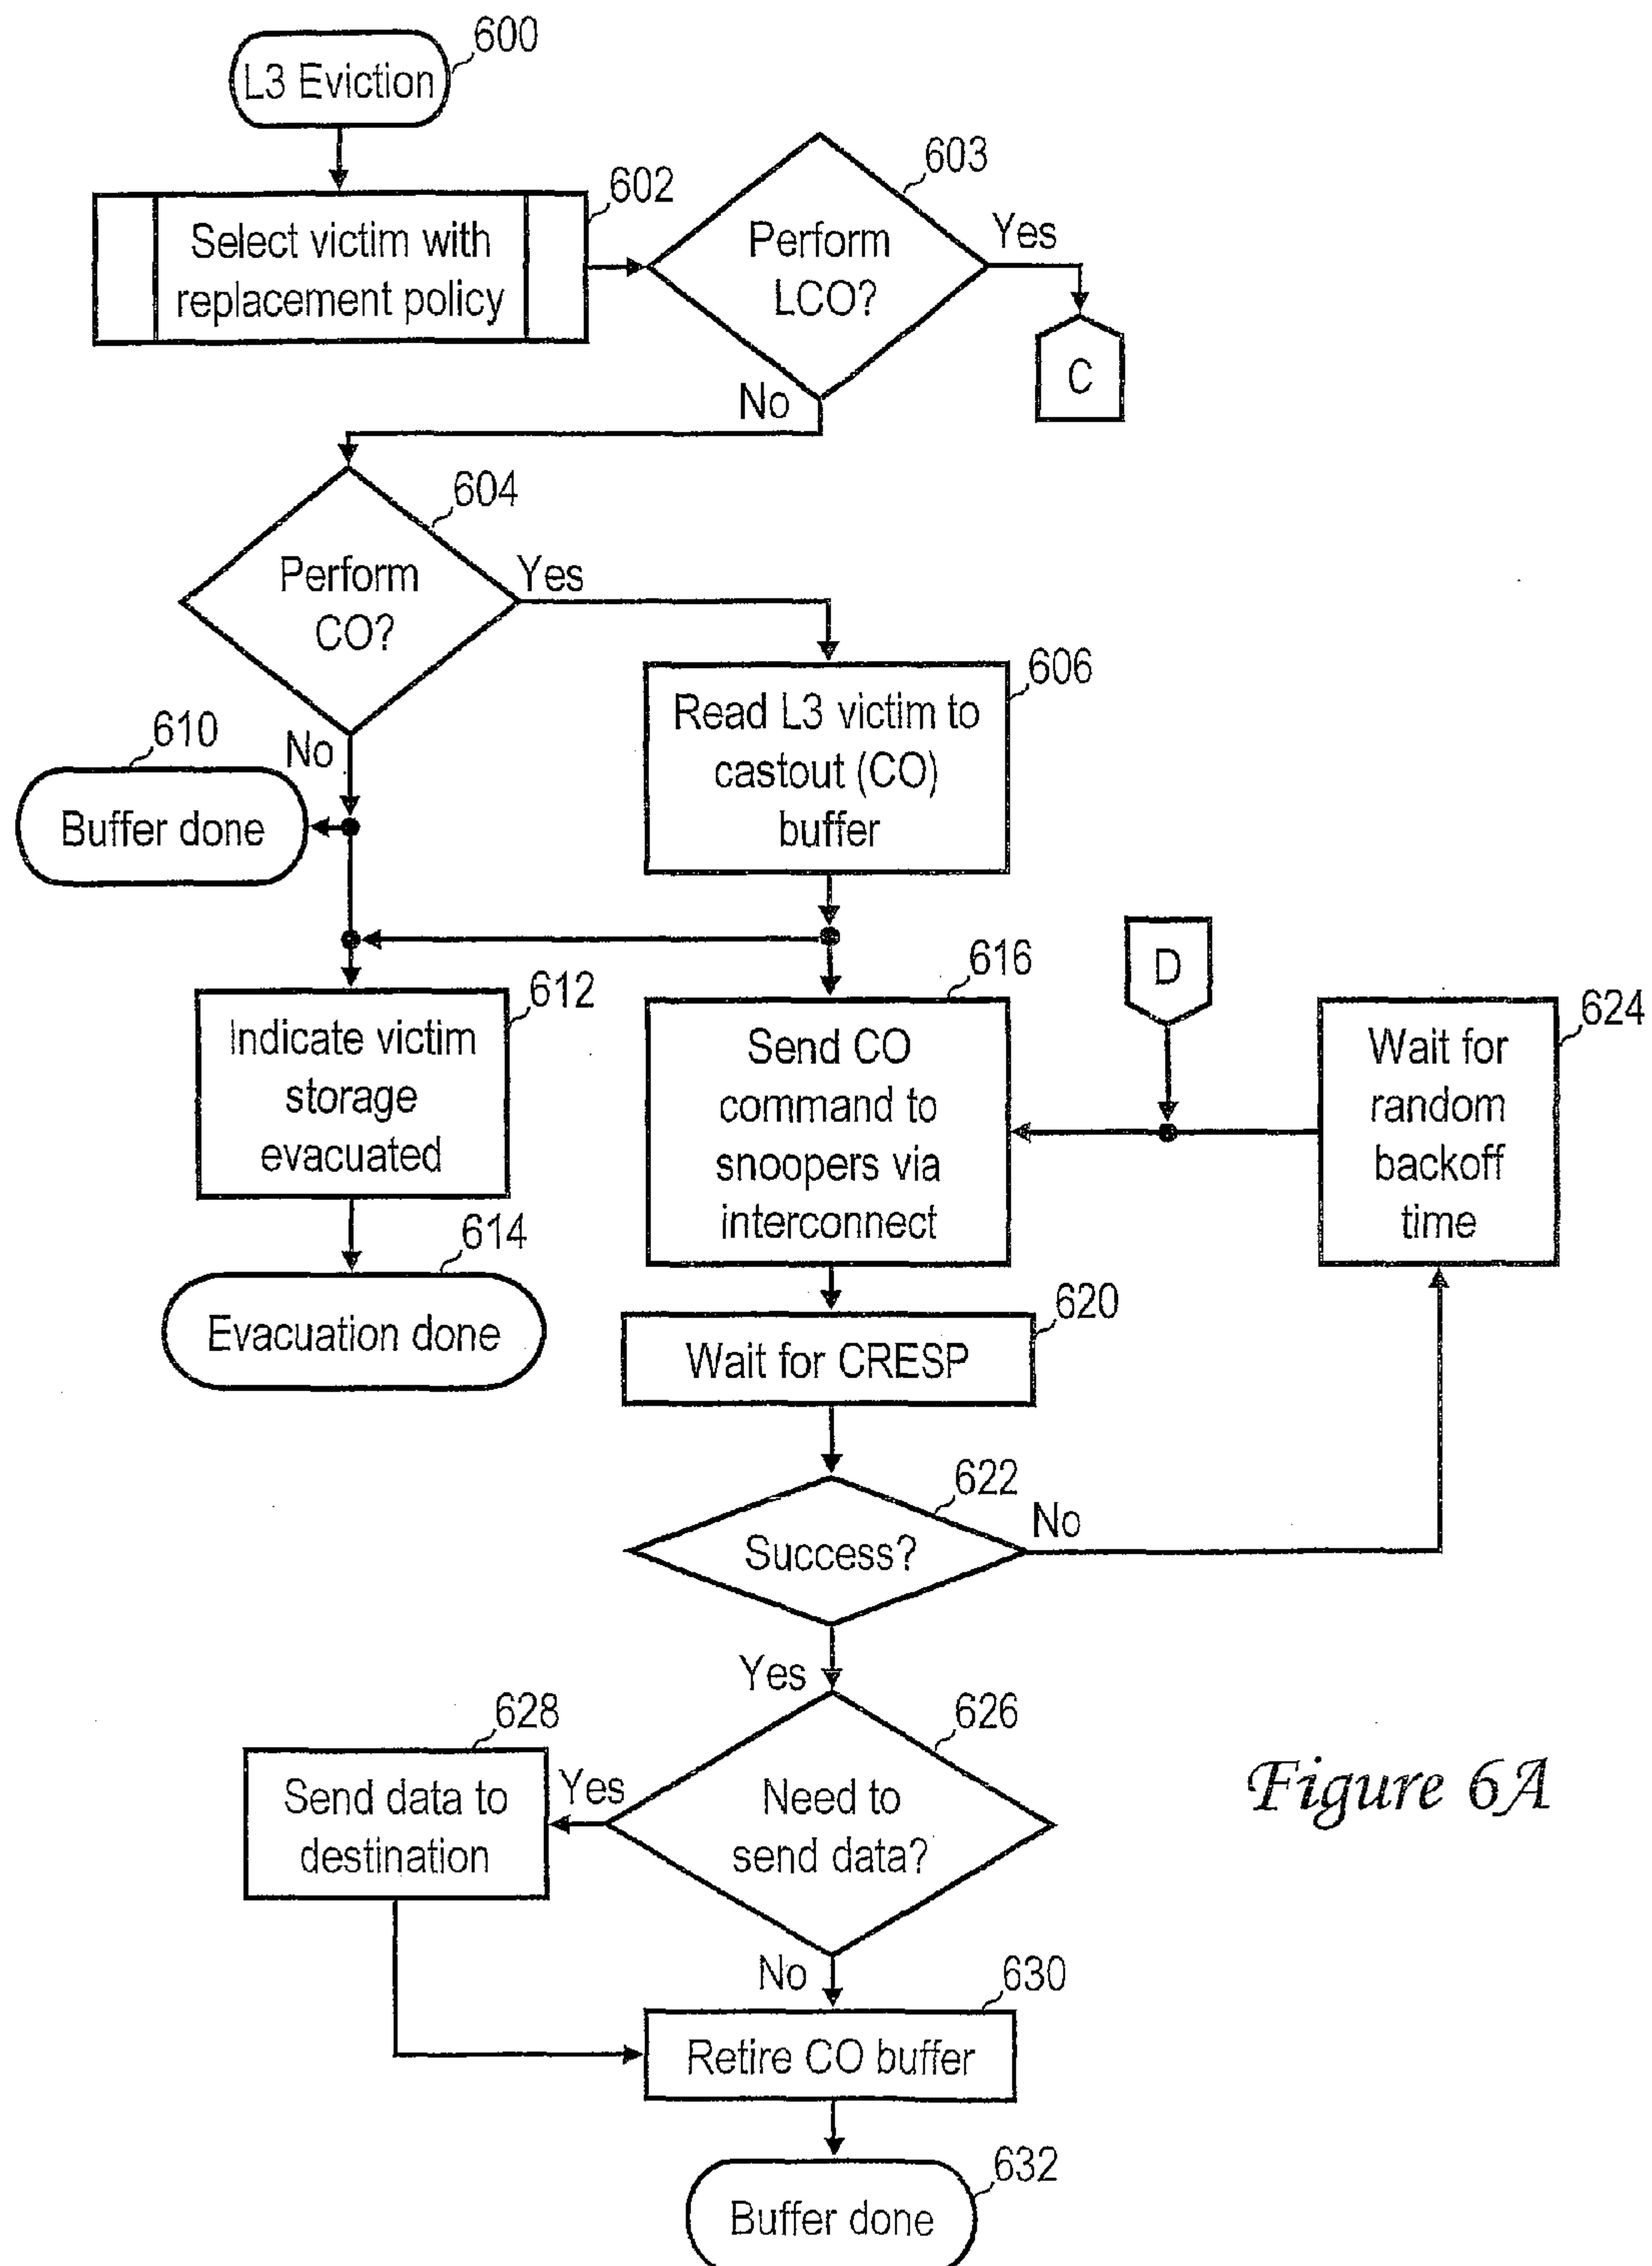 600
L3 Eviction
602
Select victim with
replacement policy
603
Perform
LCO?
Yes
C
No
604
Perform
CO?
Yes
606
Read L3 victim to
castout (CO)
buffer
No
610
Buffer done
612
Indicate victim
storage
evacuated
614
Evacuation done
616
Send CO
command to
snoopers via
interconnect
D
624
Wait for
random
backoff
time
620
Wait for CRESP
622
Success?
No
Yes
626
Need to
send data?
Yes
628
Send data to
destination
No
630
Retire CO buffer
632
Buffer done
Figure 6A